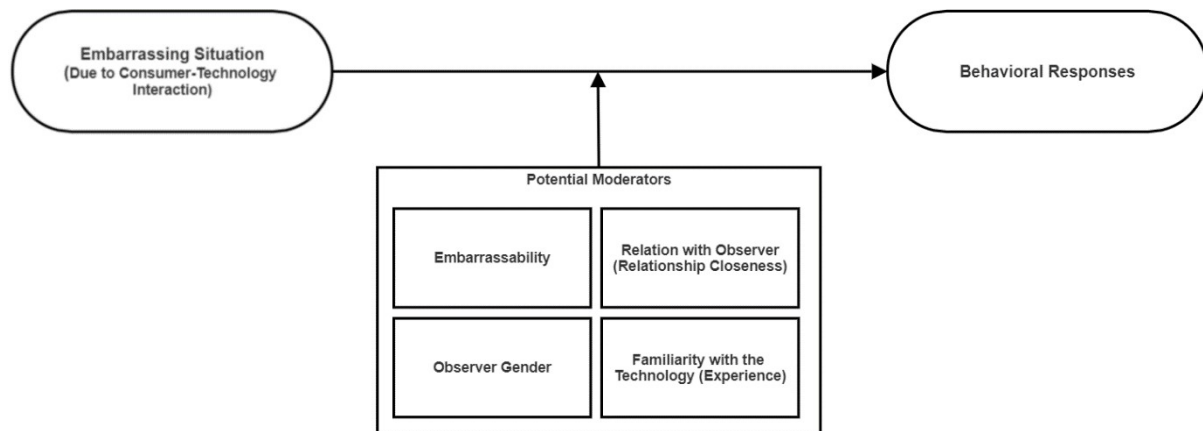 Embarrassing Situation
(Due to Consumer-Technology
Interaction)
Behavioral Responses
Potential Moderators
Embarrassability
Relation with Observer
(Relationship Closeness)
Observer Gender
Familiarity with the
Technology (Experience)